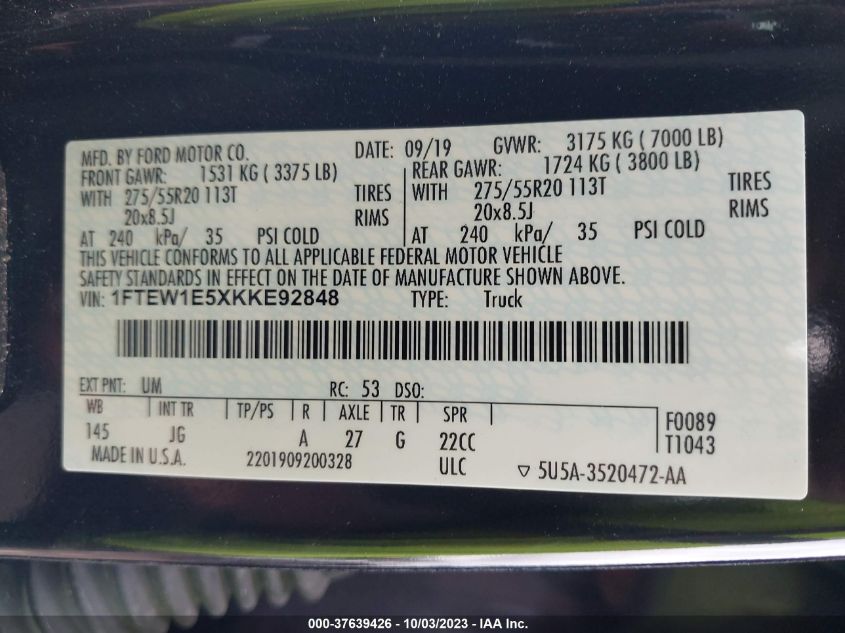 MFD. BY FORD MOTOR CO. DATE: 09/19 GVWR: 3175 KG ( 7000 LB)
FRONT GAWR: 1531 KG ( 3375 LB) REAR GAWR: 1724 KG ( 3800 LB)
WITH 275/55R20 113T TIRES WITH 275/55R20 113T TIRES
20x8.5J RIMS 20x8.5J RIMS
AT 240 kPa/ 35 PSI COLD AT 240 kPa/ 35 PSI COLD
THIS VEHICLE CONFORMS TO ALL APPLICABLE FEDERAL MOTOR VEHICLE
SAFETY STANDARDS IN EFFECT ON THE DATE OF MANUFACTURE SHOWN ABOVE.
VIN: 1FTEW1E5XKKE92848 TYPE: Truck
EXT PNT: UM RC: 53 DSO:
WB INT TR TP/PS R AXLE TR SPR F0089
145 JG A 27 G 22CC T1043
MADE IN U.S.A. 2201909200328 ULC ▽ 5U5A-3520472-AA
000-37639426 - 10/03/2023 - IAA Inc.